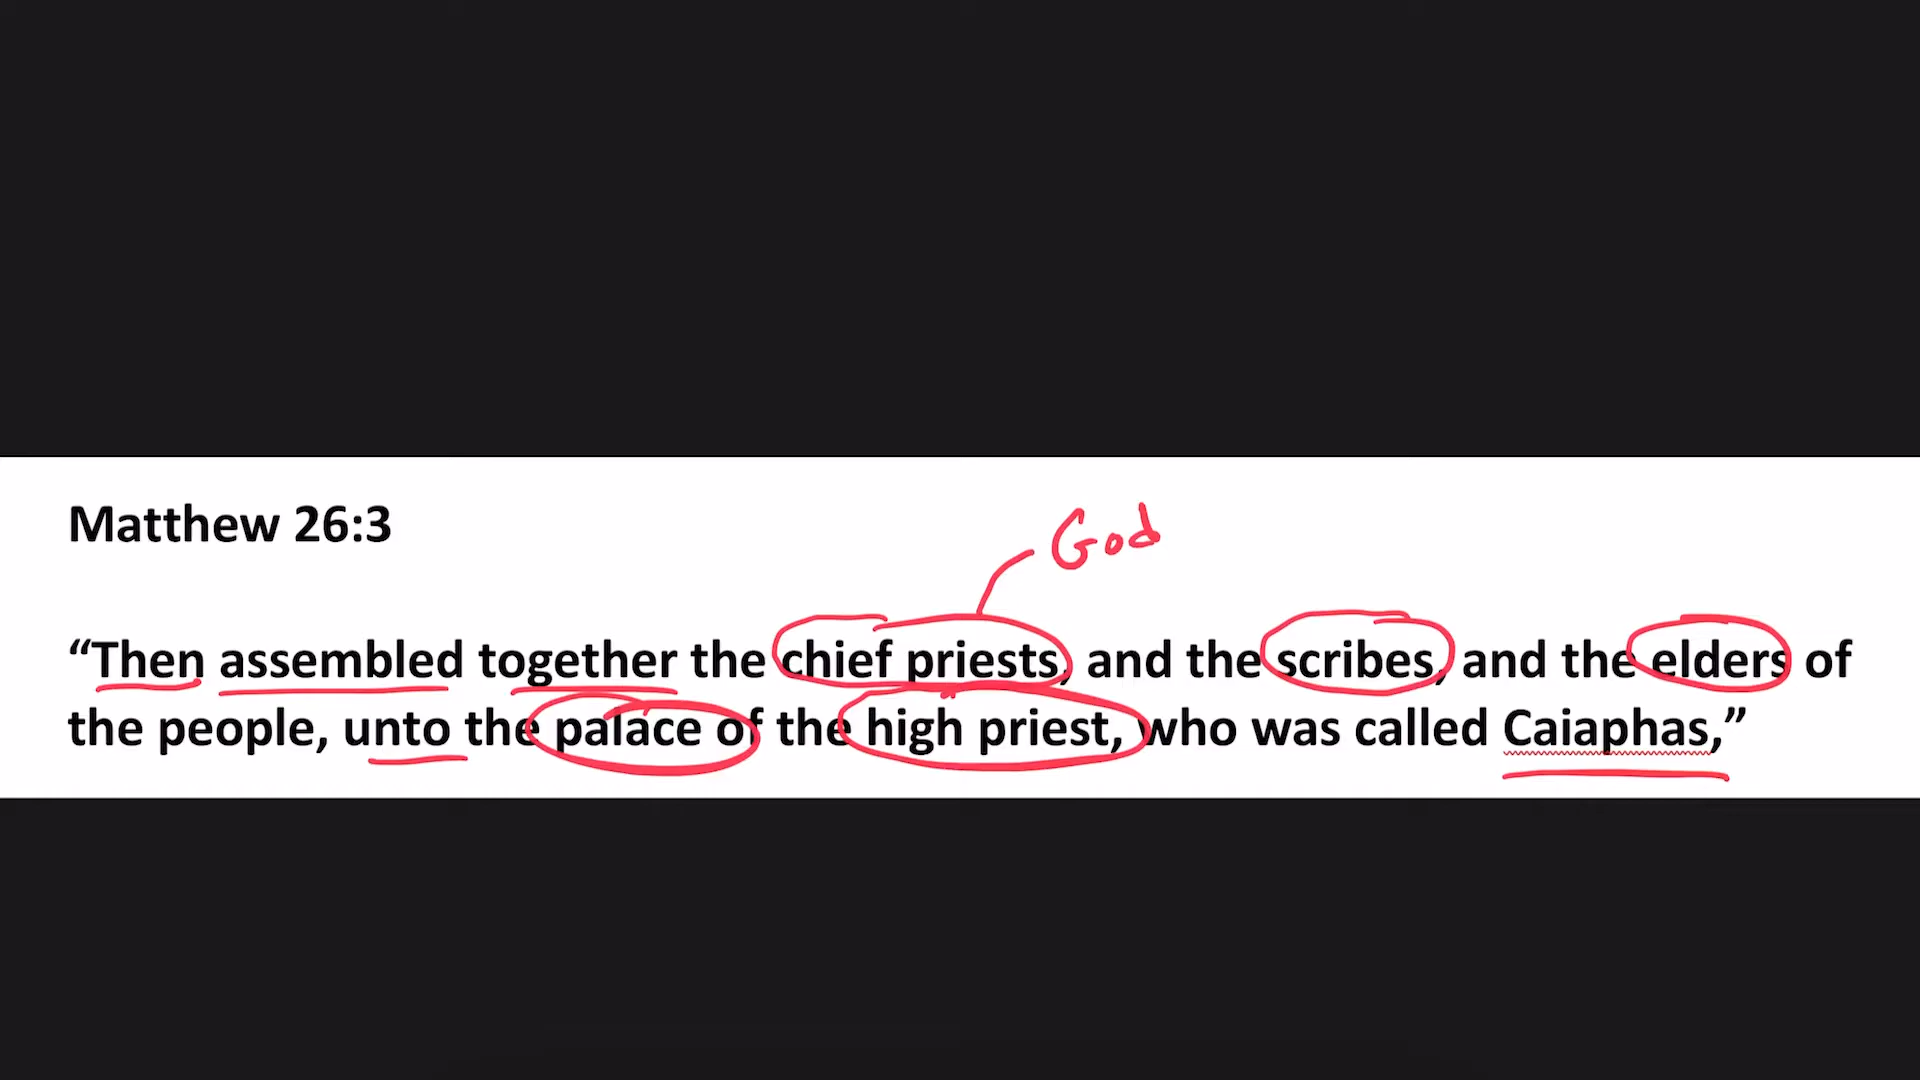 Matthew 26:3
God
“Then assembled together the chief priests, and the scribes, and the elders of
the people, unto the palace of the high priest, who was called Caiaphas,”